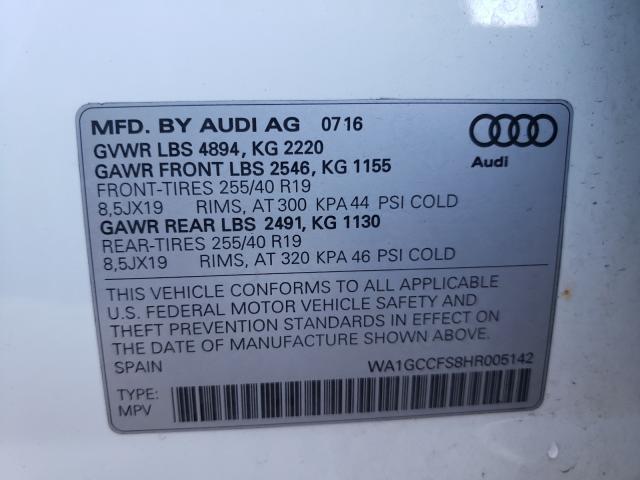 MFD. BY AUDI AG 07 16
GVWR LBS 4894, KG 2220
GAWR FRONT LBS 2546, KG 1155
FRONT-TIRES 255/40 R19
8,5JX19 RIMS, AT 300 KPA 44 PSI COLD
GAWR REAR LBS 2491, KG 1130
REAR-TIRES 255/40 R19
8,5JX19 RIMS, AT 320 KPA 46 PSI COLD
Audi
THIS VEHICLE CONFORMS TO ALL APPLICABLE
U.S. FEDERAL MOTOR VEHICLE SAFETY AND
THEFT PREVENTION STANDARDS IN EFFECT ON
THE DATE OF MANUFACTURE SHOWN ABOVE.
SPAIN WA1GCCFS8HR005142
TYPE:
MPV